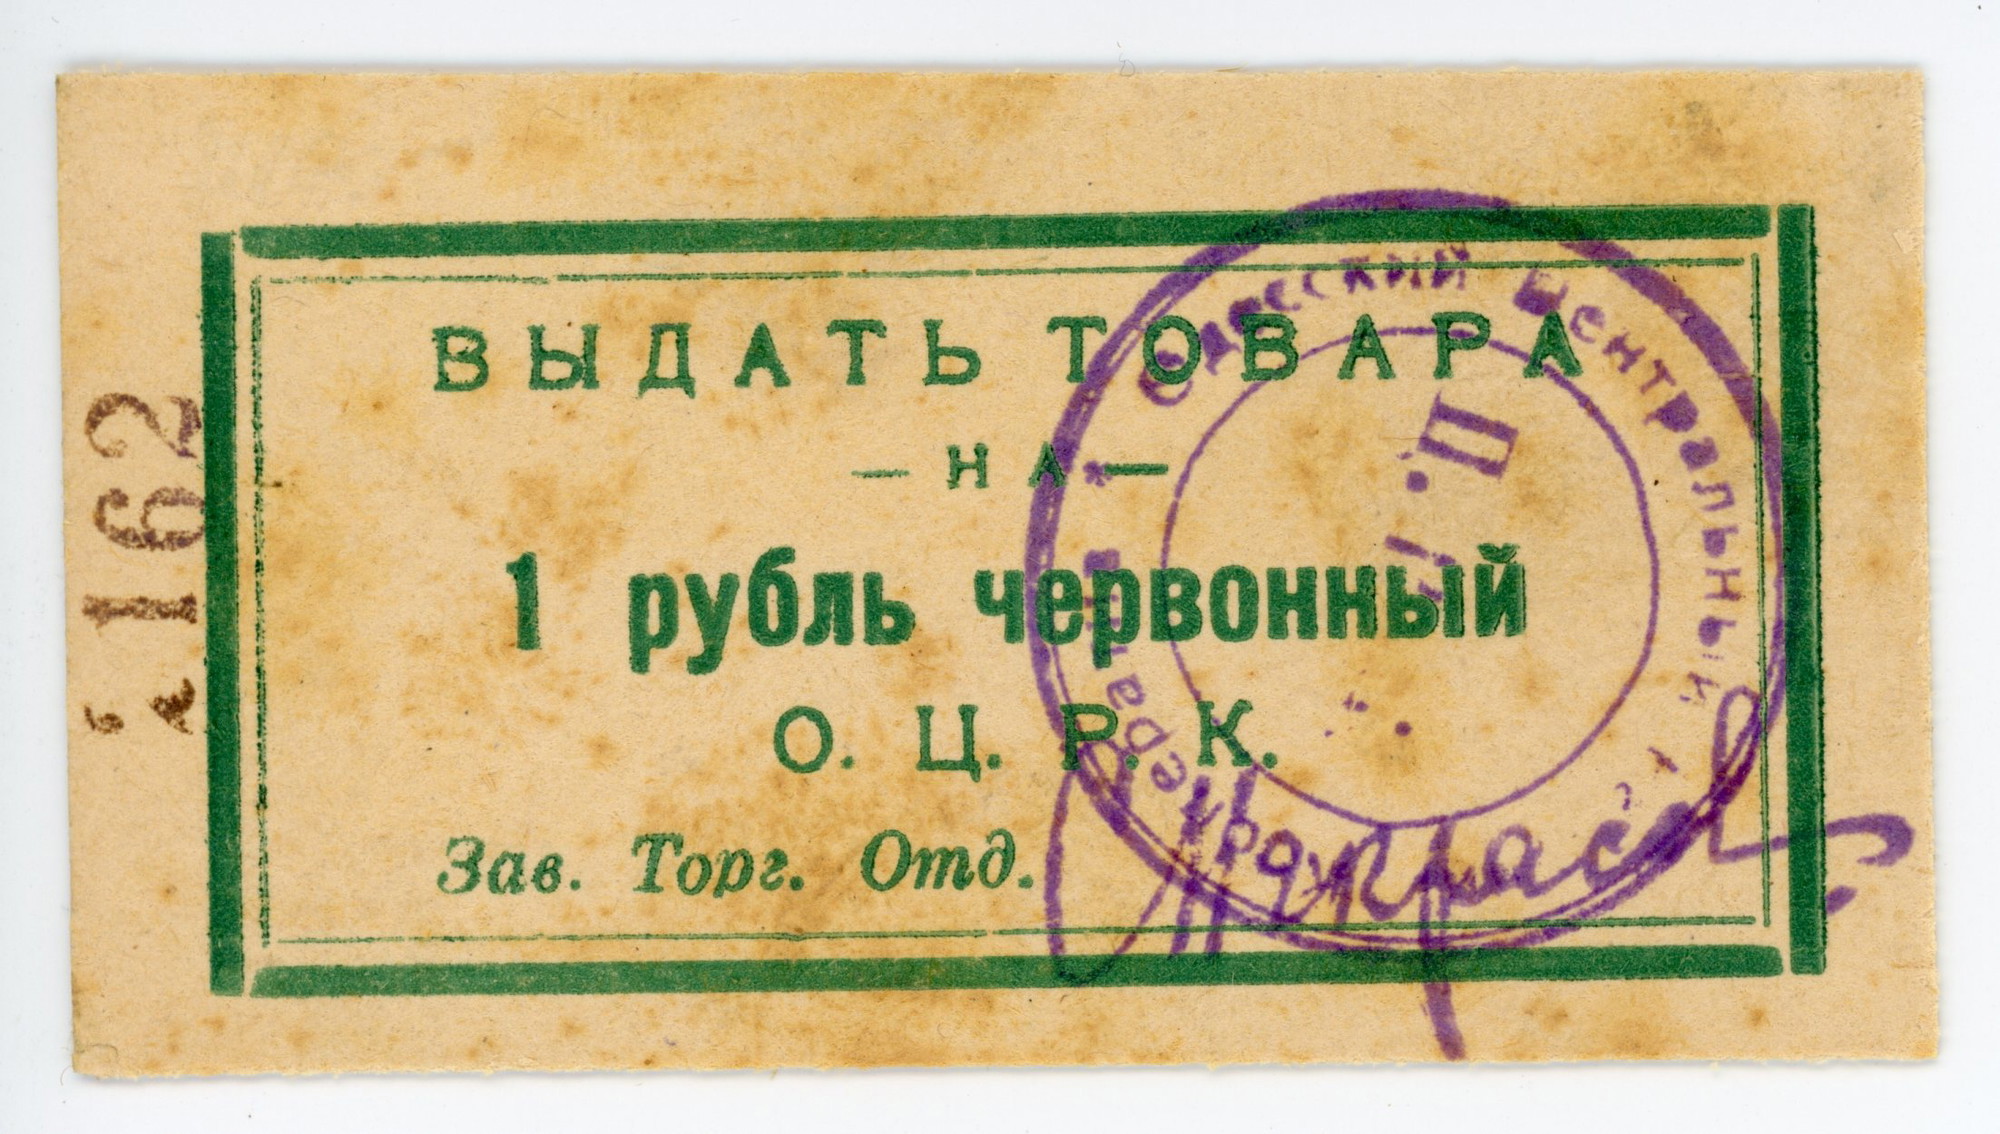 ВЫДАТЬ ТОВАРА
— НА —
1 рубль червонный
О. Ц. Р. К.
Зав. Торг. Отд.
162
Одесский Центральный